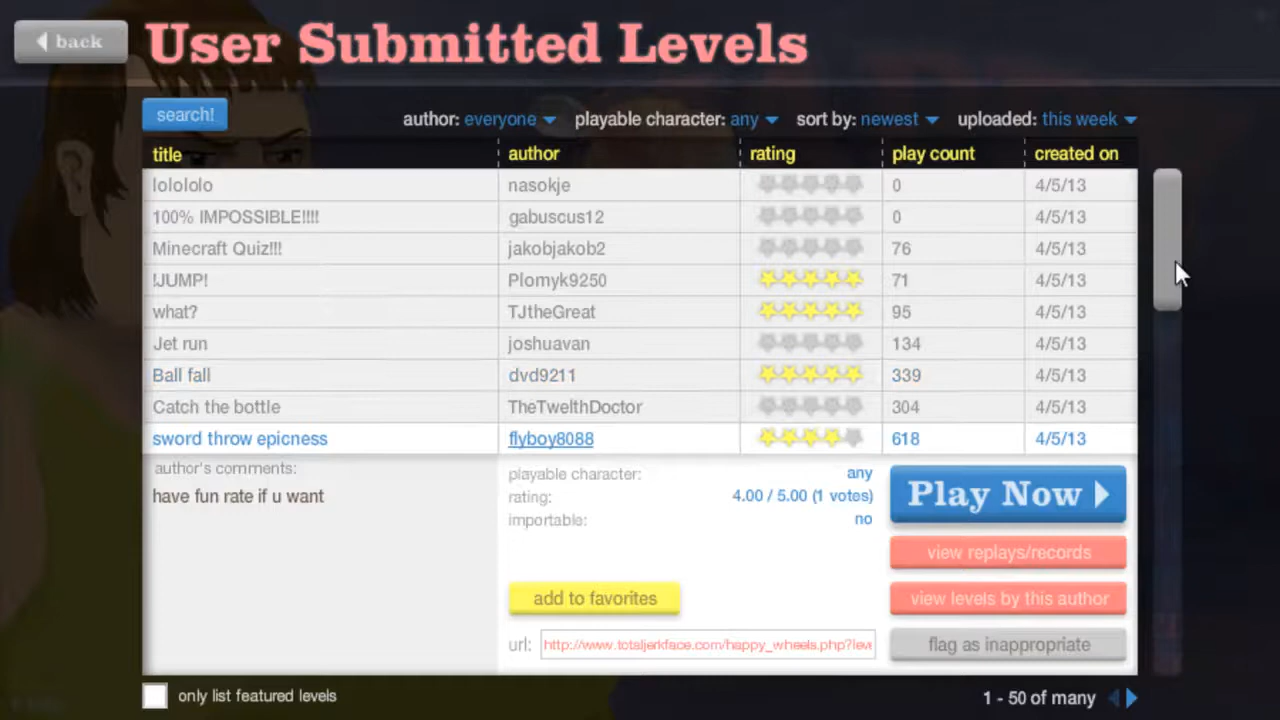 back
User Submitted Levels
search!
author: everyone playable character: any sort by: newest uploaded: this week
title author rating play count created on
lolololo nasokje 0 4/5/13
100% IMPOSSIBLE!!!! gabuscus12 0 4/5/13
Minecraft Quiz!!! jakobjakob2 76 4/5/13
!JUMP! Plomyk9250 71 4/5/13
what? TJtheGreat 95 4/5/13
Jet run joshuavan 134 4/5/13
Ball fall dvd9211 339 4/5/13
Catch the bottle TheTwelthDoctor 304 4/5/13
sword throw epicness flyboy8088 618 4/5/13
author's comments:
have fun rate if u want
playable character: any
rating: 4.00 / 5.00 (1 votes)
importable: no
add to favorites
url: http://www.totaljerkface.com/happy_wheels.php?leve
Play Now
view replays/records
view levels by this author
flag as inappropriate
only list featured levels
1 - 50 of many